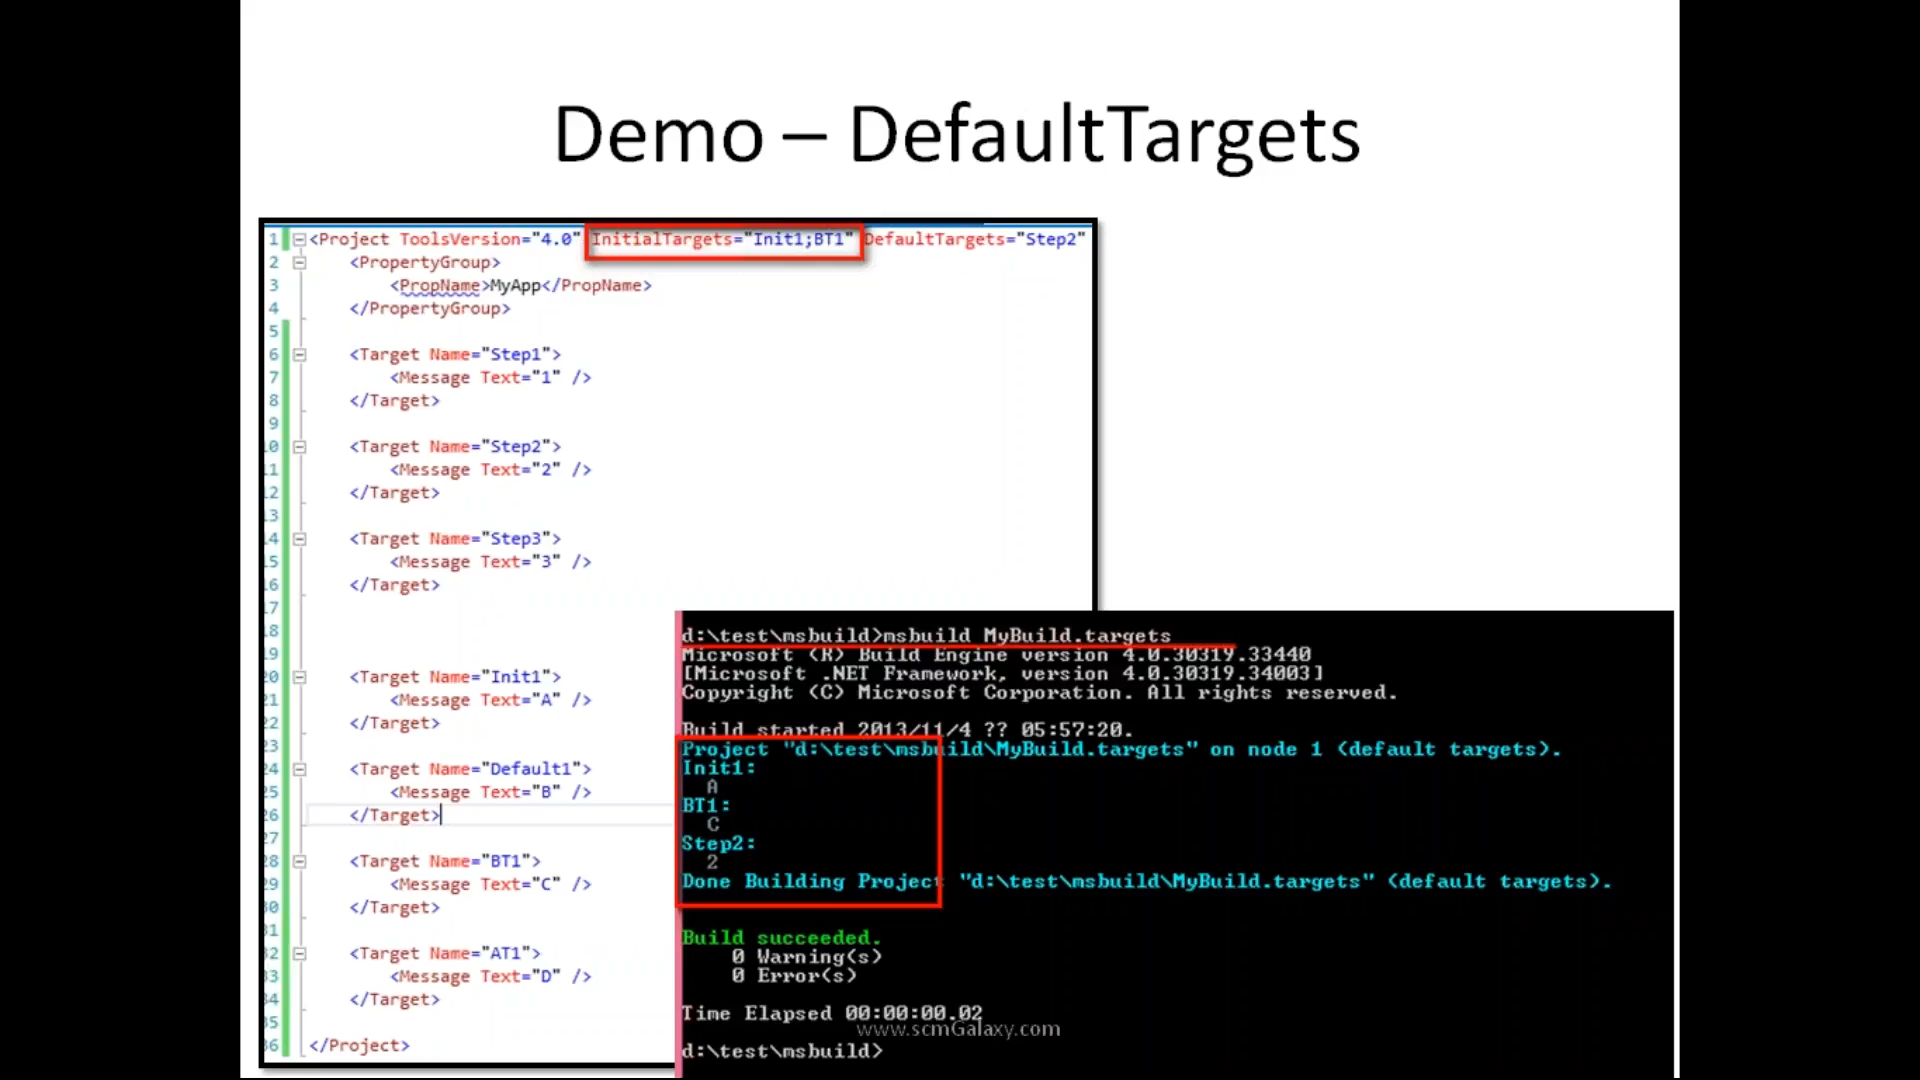 Demo – DefaultTargets
1 <Project ToolsVersion="4.0" InitialTargets="Init1;BT1" DefaultTargets="Step2"
2 <PropertyGroup>
3 <PropName>MyApp</PropName>
4 </PropertyGroup>
5
6 <Target Name="Step1">
7 <Message Text="1" />
8 </Target>
9
10 <Target Name="Step2">
11 <Message Text="2" />
12 </Target>
13
14 <Target Name="Step3">
15 <Message Text="3" />
16 </Target>
17
18
19
20 <Target Name="Init1">
21 <Message Text="A" />
22 </Target>
23
24 <Target Name="Default1">
25 <Message Text="B" />
26 </Target>
27
28 <Target Name="BT1">
29 <Message Text="C" />
30 </Target>
31
32 <Target Name="AT1">
33 <Message Text="D" />
34 </Target>
35
36 </Project>
d:\test\msbuild>msbuild MyBuild.targets
Microsoft (R) Build Engine version 4.0.30319.33440
[Microsoft .NET Framework, version 4.0.30319.34003]
Copyright (C) Microsoft Corporation. All rights reserved.
Build started 2013/11/4 ?? 05:57:20.
Project "d:\test\msbuild\MyBuild.targets" on node 1 (default targets).
Init1:
A
BT1:
C
Step2:
2
Done Building Project "d:\test\msbuild\MyBuild.targets" (default targets).
Build succeeded.
0 Warning(s)
0 Error(s)
Time Elapsed 00:00:00.02
www.scmGalaxy.com
d:\test\msbuild>